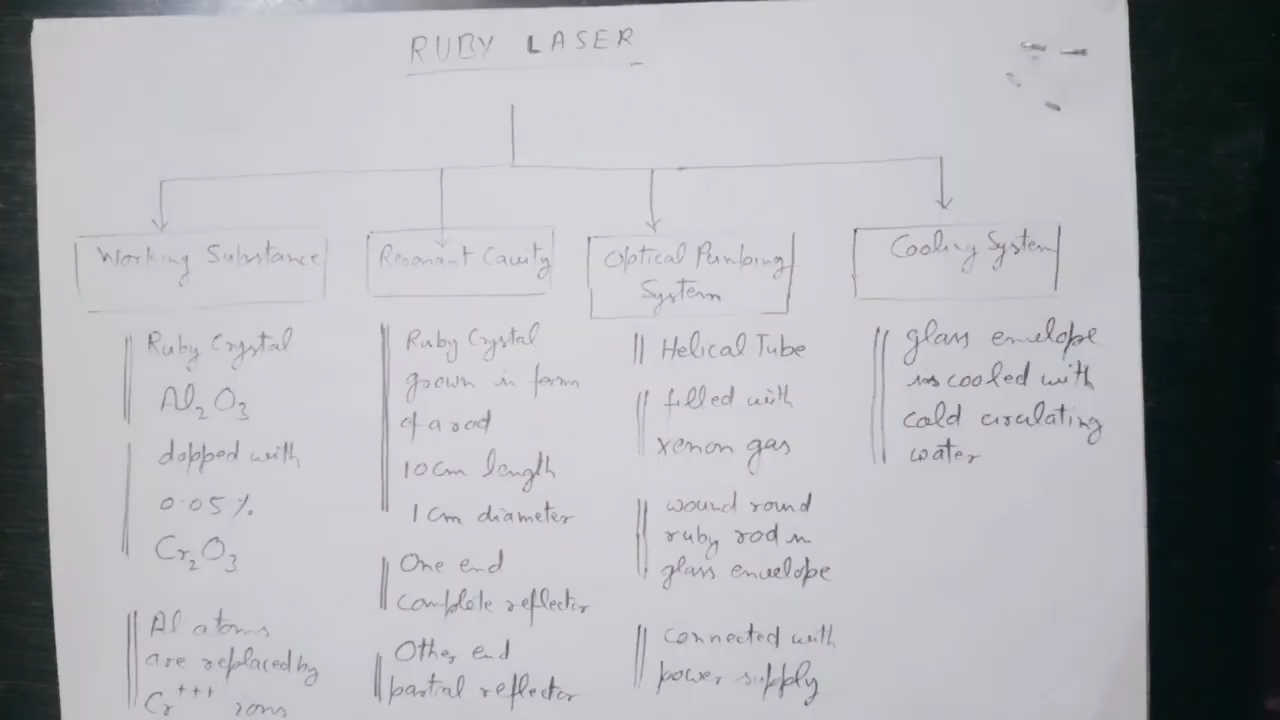 RUBY LASER
Working Substance
Ruby Crystal
Al2O3
dopped with
0.05%
Cr2O3
Al atoms
are replaced by
Cr+++ ions
Resonant Cavity
Ruby Crystal
grown in form
of a rod
10cm length
1cm diameter
One end
complete reflector
Other end
partial reflector
Optical Pumping
System
Helical Tube
filled with
xenon gas
wound round
ruby rod in
glass envelope
connected with
power supply
Cooling System
glass envelope
is cooled with
cold circulating
water